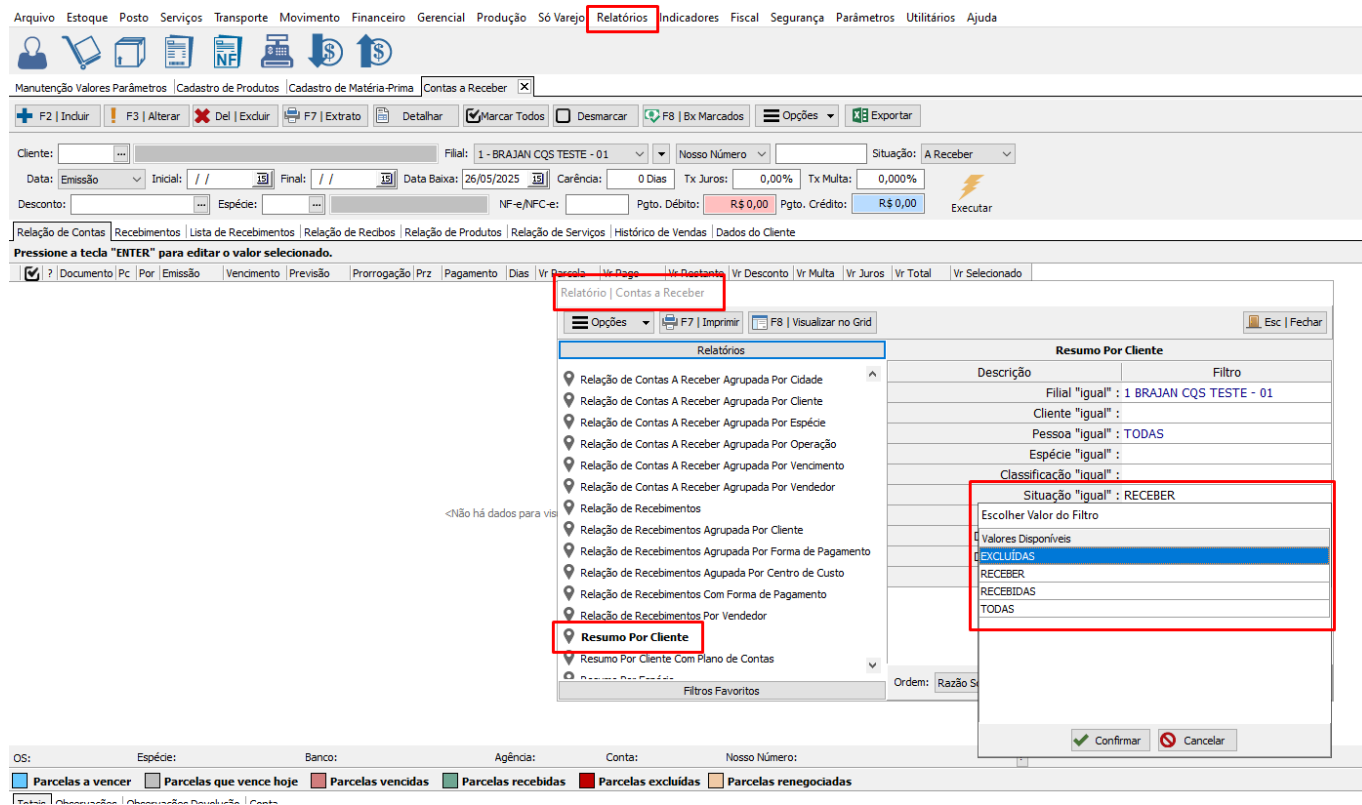 Arquivo Estoque Posto Serviços Transporte Movimento Financeiro Gerencial Produção Só Varejo Relatórios Indicadores Fiscal Segurança Parâmetros Utilitários Ajuda
NF
Manutenção Valores Parâmetros Cadastro de Produtos Cadastro de Matéria-Prima Contas a Receber
F2 | Incluir F3 | Alterar Del | Excluir F7 | Extrato Detalhar Marcar Todos Desmarcar F8 | Bx Marcados Opções Exportar
Cliente: ... Filial: 1 - BRAJAN CQS TESTE - 01 Nosso Número Situação: A Receber
Data: Emissão Inicial: / / 15 Final: / / 15 Data Baixa: 26/05/2025 15 Carência: 0 Dias Tx Juros: 0,00% Tx Multa: 0,000%
Desconto: ... Espécie: ... NF-e/NFC-e: Pgto. Débito: R$ 0,00 Pgto. Crédito: R$ 0,00 Executar
Relação de Contas Recebimentos Lista de Recebimentos Relação de Recibos Relação de Produtos Relação de Serviços Histórico de Vendas Dados do Cliente
Pressione a tecla "ENTER" para editar o valor selecionado.
? Documento Pc Por Emissão Vencimento Previsão Prorrogação Prz Pagamento Dias Vr Parcela Vr Pago Vr Restante Vr Desconto Vr Multa Vr Juros Vr Total Vr Selecionado
Relatório | Contas a Receber
Opções F7 | Imprimir F8 | Visualizar no Grid Esc | Fechar
Relatórios
Relação de Contas A Receber Agrupada Por Cidade
Relação de Contas A Receber Agrupada Por Cliente
Relação de Contas A Receber Agrupada Por Espécie
Relação de Contas A Receber Agrupada Por Operação
Relação de Contas A Receber Agrupada Por Vencimento
Relação de Contas A Receber Agrupada Por Vendedor
Relação de Recebimentos
Relação de Recebimentos Agrupada Por Cliente
Relação de Recebimentos Agrupada Por Forma de Pagamento
Relação de Recebimentos Agupada Por Centro de Custo
Relação de Recebimentos Com Forma de Pagamento
Relação de Recebimentos Por Vendedor
Resumo Por Cliente
Resumo Por Cliente Com Plano de Contas
Resumo Por Espécie
Filtros Favoritos
Resumo Por Cliente
Descrição Filtro
Filial "igual" : 1 BRAJAN CQS TESTE - 01
Cliente "igual" :
Pessoa "igual" : TODAS
Espécie "igual" :
Classificação "igual" :
Situação "igual" : RECEBER
Escolher Valor do Filtro
Valores Disponíveis
EXCLUÍDAS
RECEBER
RECEBIDAS
TODAS
Ordem: Razão
Confirmar Cancelar
<Não há dados para
OS: Espécie: Banco: Agência: Conta: Nosso Número:
Parcelas a vencer Parcelas que vence hoje Parcelas vencidas Parcelas recebidas Parcelas excluídas Parcelas renegociadas
Totais Observações Observações Devolução Conta